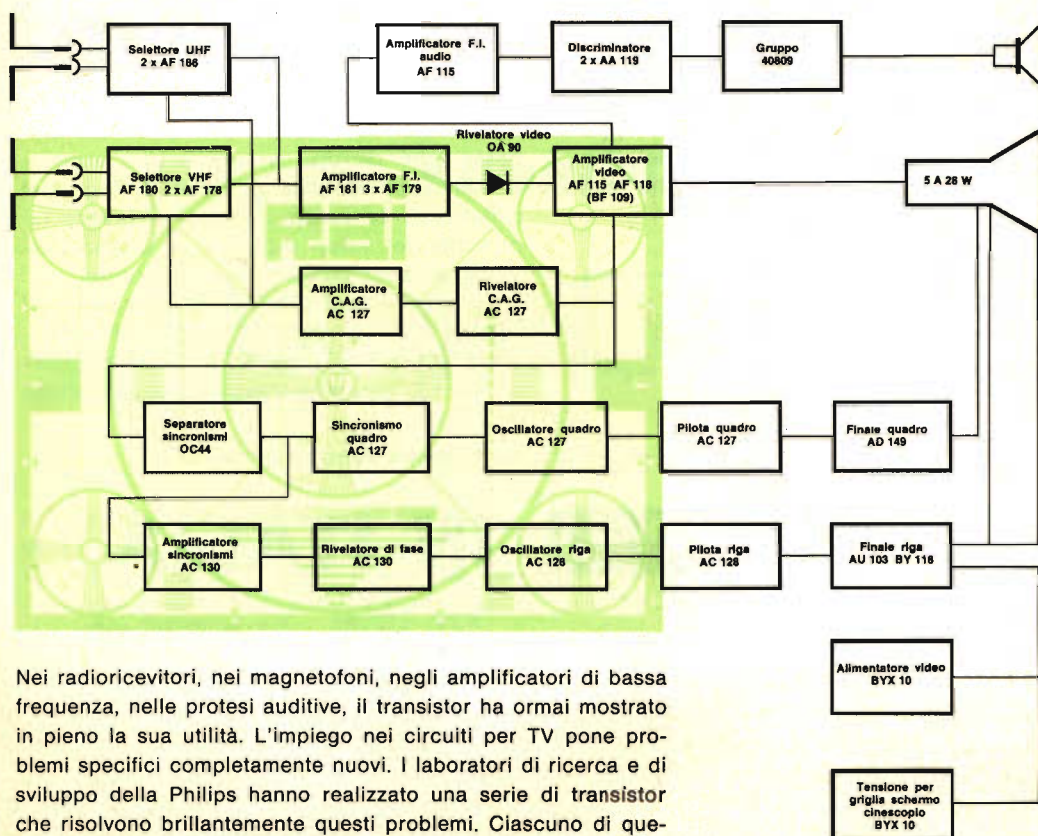 Selettore UHF
2 x AF 186
Amplificatore F.I.
audio
AF 115
Discriminatore
2 x AA 119
Gruppo
40809
Selettore VHF
AF 180 2 x AF 178
Amplificatore F.I.
AF 181 3 x AF 179
Rivelatore video
OA 90
Amplificatore
video
AF 115 AF 118
(BF 109)
5 A 28 W
Rai
Amplificatore
C.A.G.
AC 127
Rivelatore
C.A.G.
AC 127
Separatore
sincronismi
OC44
Sincronismo
quadro
AC 127
Oscillatore quadro
AC 127
Pilota quadro
AC 127
Finale quadro
AD 149
Amplificatore
sincronismi
AC 130
Rivelatore di fase
AC 130
Oscillatore riga
AC 128
Pilota riga
AC 128
Finale riga
AU 103 BY 118
Alimentatore video
BYX 10
Tensione per
griglia schermo
cinescopio
BYX 10
Nei radioricevitori, nei magnetofoni, negli amplificatori di bassa
frequenza, nelle protesi auditive, il transistor ha ormai mostrato
in pieno la sua utilità. L'impiego nei circuiti per TV pone pro-
blemi specifici completamente nuovi. I laboratori di ricerca e di
sviluppo della Philips hanno realizzato una serie di transistor
che risolvono brillantemente questi problemi. Ciascuno di que-